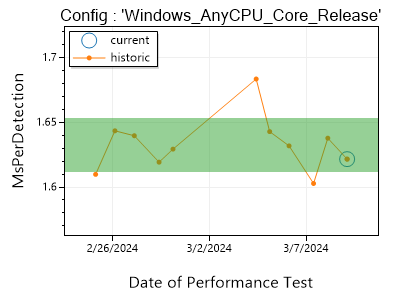 Config : 'Windows_AnyCPU_Core_Release'
current
historic
1.7
1.65
1.6
MsPerDetection
2/26/2024
3/2/2024
3/7/2024
Date of Performance Test